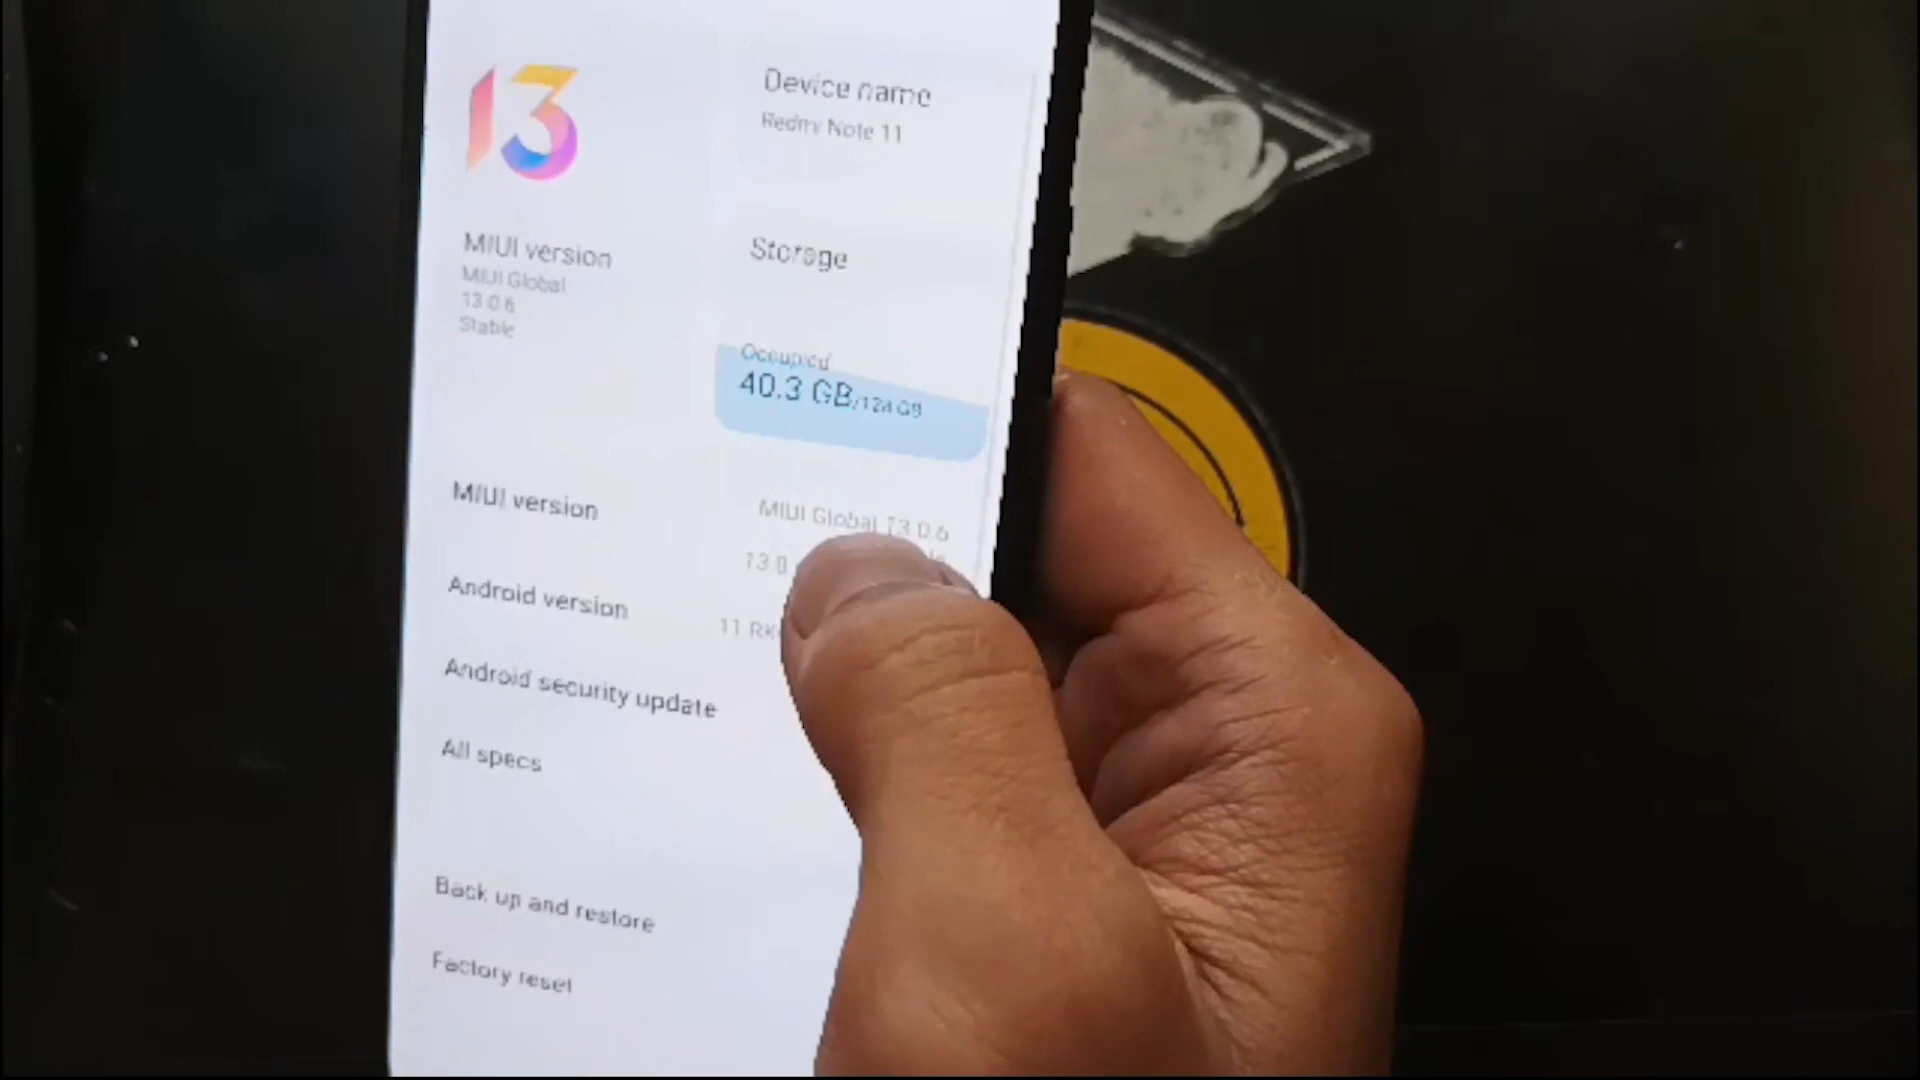 13
MIUI version
MIUI Global
13.0.6
Stable
Device name
Redmi Note 11
Storage
Occupied
40.3 GB/128 GB
MIUI version
MIUI Global 13.0.6
13.0
Android version
11 RK
Android security update
All specs
Back up and restore
Factory reset